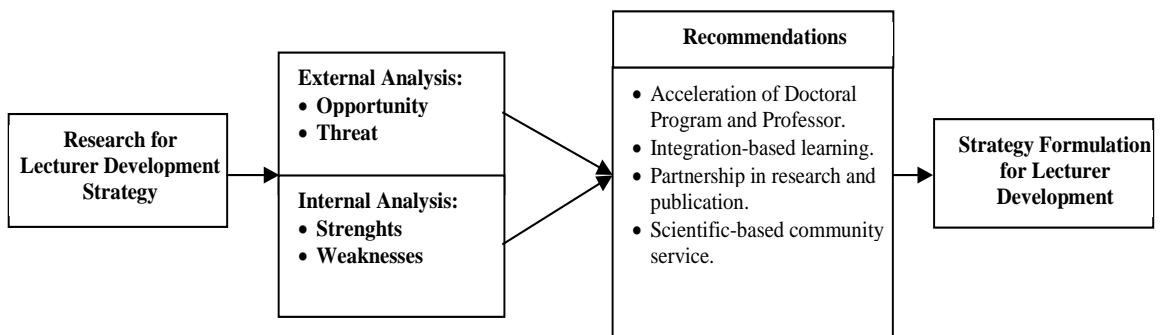 Research for
Lecturer Development
Strategy
External Analysis:
• Opportunity
• Threat
Internal Analysis:
• Strenghts
• Weaknesses
Recommendations
• Acceleration of Doctoral
Program and Professor.
• Integration-based learning.
• Partnership in research and
publication.
• Scientific-based community
service.
Strategy Formulation
for Lecturer
Development